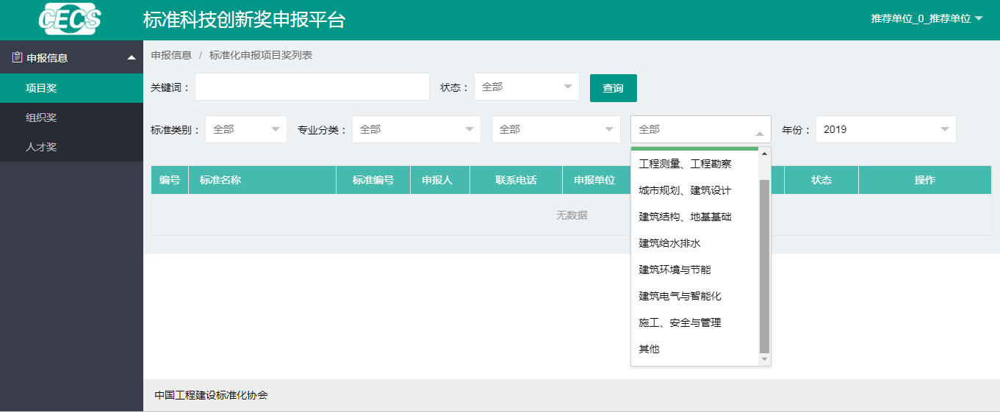 CECS 标准科技创新奖申报平台 推荐单位_0_推荐单位
申报信息
项目奖
组织奖
人才奖
申报信息 / 标准化申报项目奖列表
关键词： 状态： 全部 查询
标准类别： 全部 专业分类： 全部 全部 全部 年份： 2019
编号 标准名称 标准编号 申报人 联系电话 申报单位 状态 操作
无数据
工程测量、工程勘察
城市规划、建筑设计
建筑结构、地基基础
建筑给水排水
建筑环境与节能
建筑电气与智能化
施工、安全与管理
其他
中国工程建设标准化协会